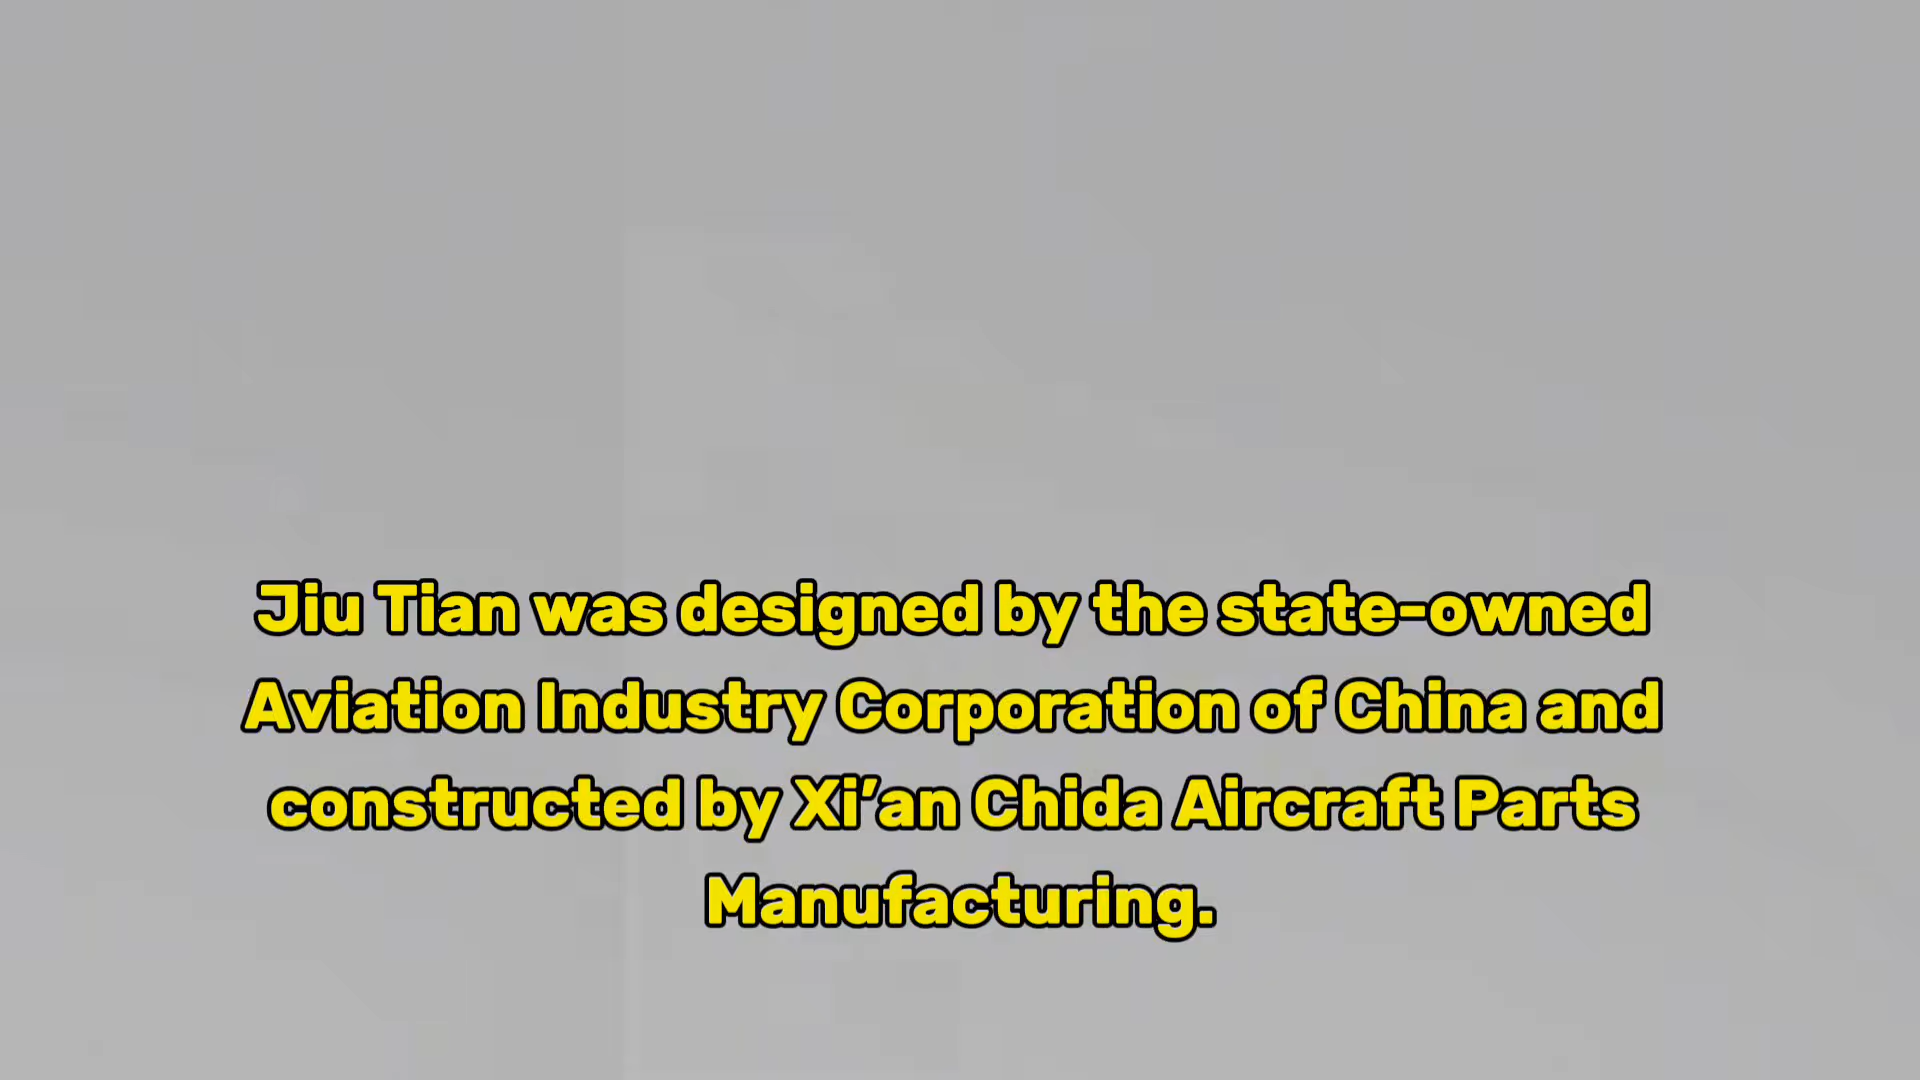 Jiu Tian was designed by the state-owned
Aviation Industry Corporation of China and
constructed by Xi’an Chida Aircraft Parts
Manufacturing.